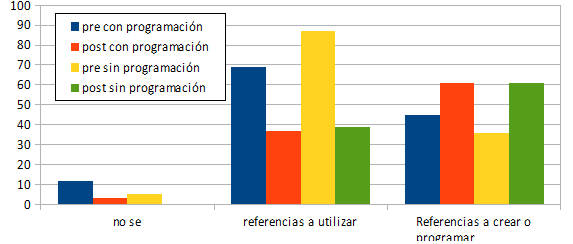 100
90
80
70
60
50
40
30
20
10
0
pre con programación
post con programación
pre sin programación
post sin programación
no se
referencias a utilizar
Referencias a crear o
programar